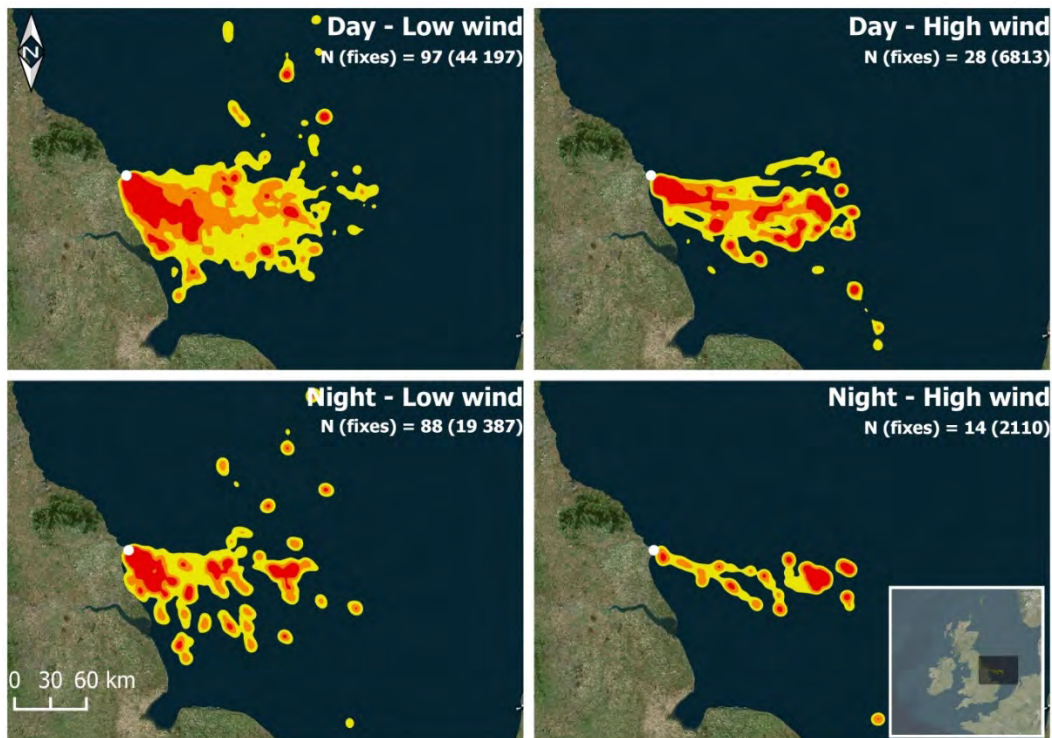 Day - Low wind
N (fixes) = 97 (44 197)
Day - High wind
N (fixes) = 28 (6813)
N
Night - Low wind
N (fixes) = 88 (19 387)
Night - High wind
N (fixes) = 14 (2110)
0 30 60 km